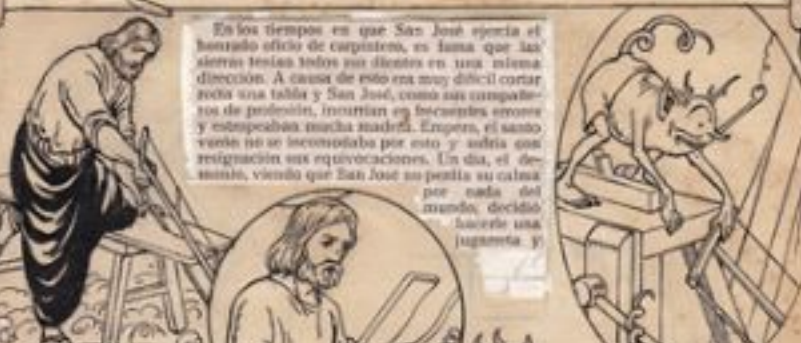 En los tiempos en que San José ejercía el
honrado oficio de carpintero, es fama que las
sierras tenían todos sus dientes en una misma
dirección. A causa de esto era muy difícil cortar
recta una tabla y San José, como sus compañe-
ros de profesión, incurrían en frecuentes errores
y estropeaban mucha madera. Empero, el santo
varón no se incomodaba por esto y sufría con
resignación sus equivocaciones. Un día, el de-
monio, viendo que San José no perdía su calma
por nada del
mundo, decidió
hacerle una
jugarreta y